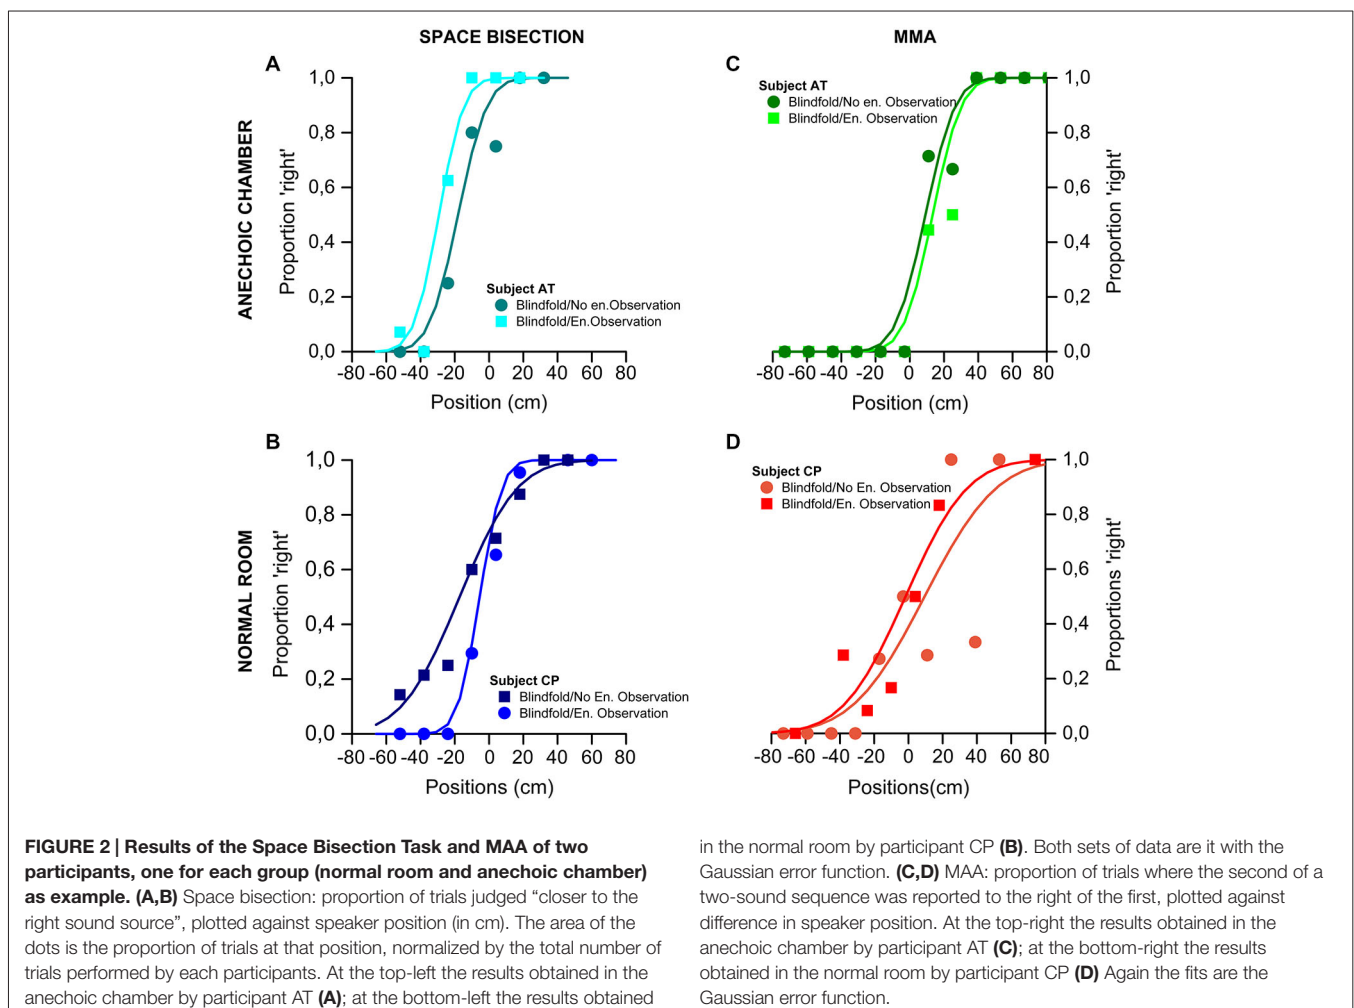 SPACE BISECTION
MMA
ANECHOIC CHAMBER
A
Proportion 'right'
1,0
0,8
0,6
0,4
0,2
0,0
-80 -60 -40 -20 0 20 40 60 80
Position (cm)
Subject AT
Blindfold/No en.Observation
Blindfold/En.Observation
C
Subject AT
Blindfold/No en. Observation
Blindfold/En. Observation
1,0
0,8
0,6
0,4
0,2
0,0
Proportion 'right'
-80 -60 -40 -20 0 20 40 60 80
Position (cm)
NORMAL ROOM
B
Proportion 'right'
1,0
0,8
0,6
0,4
0,2
0,0
-80 -60 -40 -20 0 20 40 60 80
Positions (cm)
Subject CP
Blindfold/No En. Observation
Blindfold/En. Observation
D
Subject CP
Blindfold/No En. Observation
Blindfold/En. Observation
1,0
0,8
0,6
0,4
0,2
0,0
Proportions 'right'
-80 -60 -40 -20 0 20 40 60 80
Positions(cm)
FIGURE 2 | Results of the Space Bisection Task and MAA of two
participants, one for each group (normal room and anechoic chamber)
as example. (A,B) Space bisection: proportion of trials judged “closer to the
right sound source”, plotted against speaker position (in cm). The area of the
dots is the proportion of trials at that position, normalized by the total number of
trials performed by each participants. At the top-left the results obtained in the
anechoic chamber by participant AT (A); at the bottom-left the results obtained
in the normal room by participant CP (B). Both sets of data are it with the
Gaussian error function. (C,D) MAA: proportion of trials where the second of a
two-sound sequence was reported to the right of the first, plotted against
difference in speaker position. At the top-right the results obtained in the
anechoic chamber by participant AT (C); at the bottom-right the results
obtained in the normal room by participant CP (D) Again the fits are the
Gaussian error function.